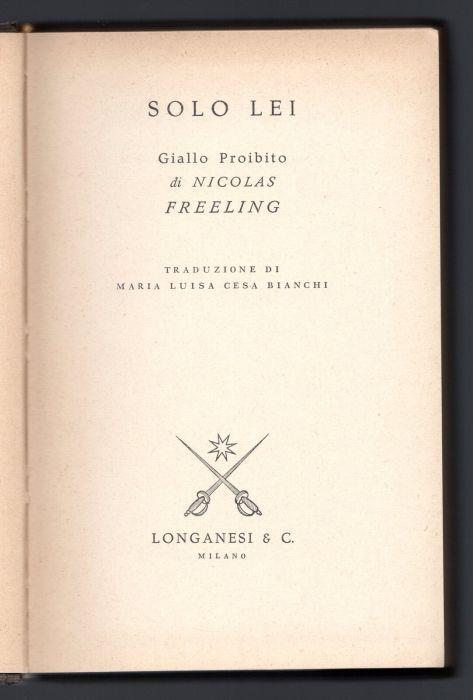 SOLO LEI
Giallo Proibito
di NICOLAS
FREELING
TRADUZIONE DI
MARIA LUISA CESA BIANCHI
LONGANESI & C.
MILANO